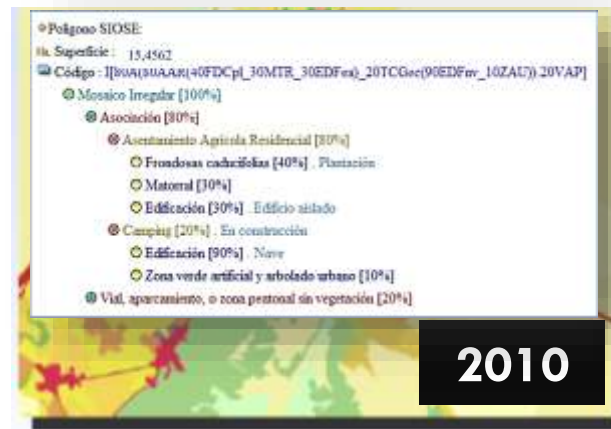 Polígono SIOSE:
Ha. Superficie : 15,4562
Código : I[80A(80AAR(40FDCpl_30MTR_30EDFea)_20TCGec(90EDFnv_10ZAU))_20VAP]
Mosaico Irregular [100%]
Asociación [80%]
Asentamiento Agrícola Residencial [80%]
Frondosas caducifolias [40%] . Plantación
Matorral [30%]
Edificación [30%] . Edificio aislado
Camping [20%] . En construcción
Edificación [90%] . Nave
Zona verde artificial y arbolado urbano [10%]
Vial, aparcamiento, o zona peatonal sin vegetación [20%]
2010